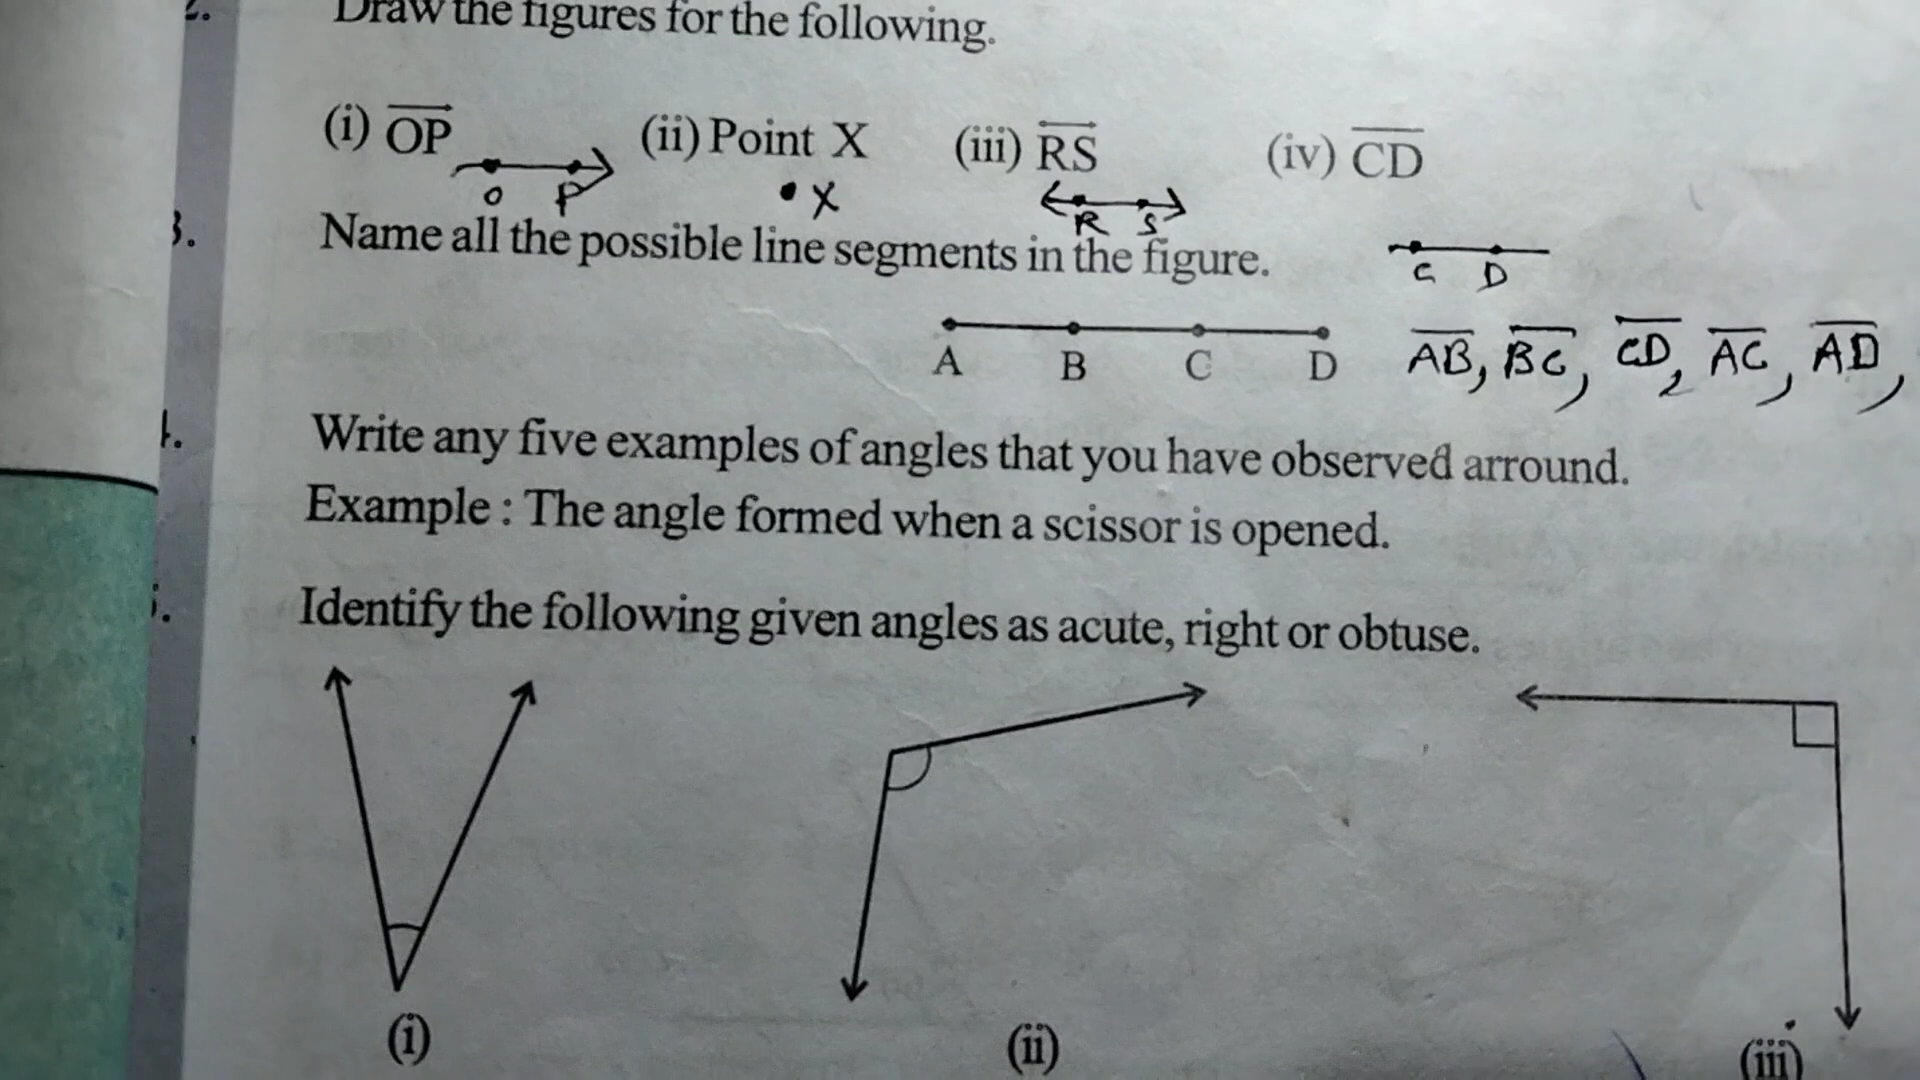 2. Draw the figures for the following.
(i) OP (ii) Point X (iii) RS (iv) CD
O P • X R S
C D
3. Name all the possible line segments in the figure.
A B C D AB, BC, CD, AC, AD,
Write any five examples of angles that you have observed arround.
Example : The angle formed when a scissor is opened.
Identify the following given angles as acute, right or obtuse.
(i) (ii) (iii)